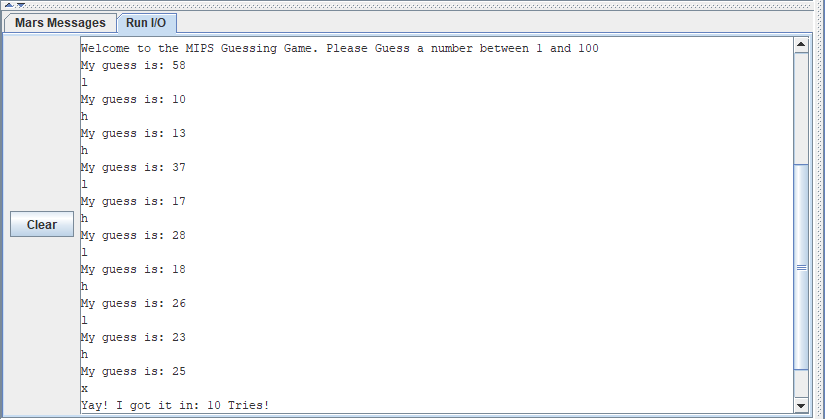 Mars Messages Run I/O
Welcome to the MIPS Guessing Game. Please Guess a number between 1 and 100
My guess is: 58
l
My guess is: 10
h
My guess is: 13
h
My guess is: 37
l
My guess is: 17
h
Clear
My guess is: 28
l
My guess is: 18
h
My guess is: 26
l
My guess is: 23
h
My guess is: 25
x
Yay! I got it in: 10 Tries!